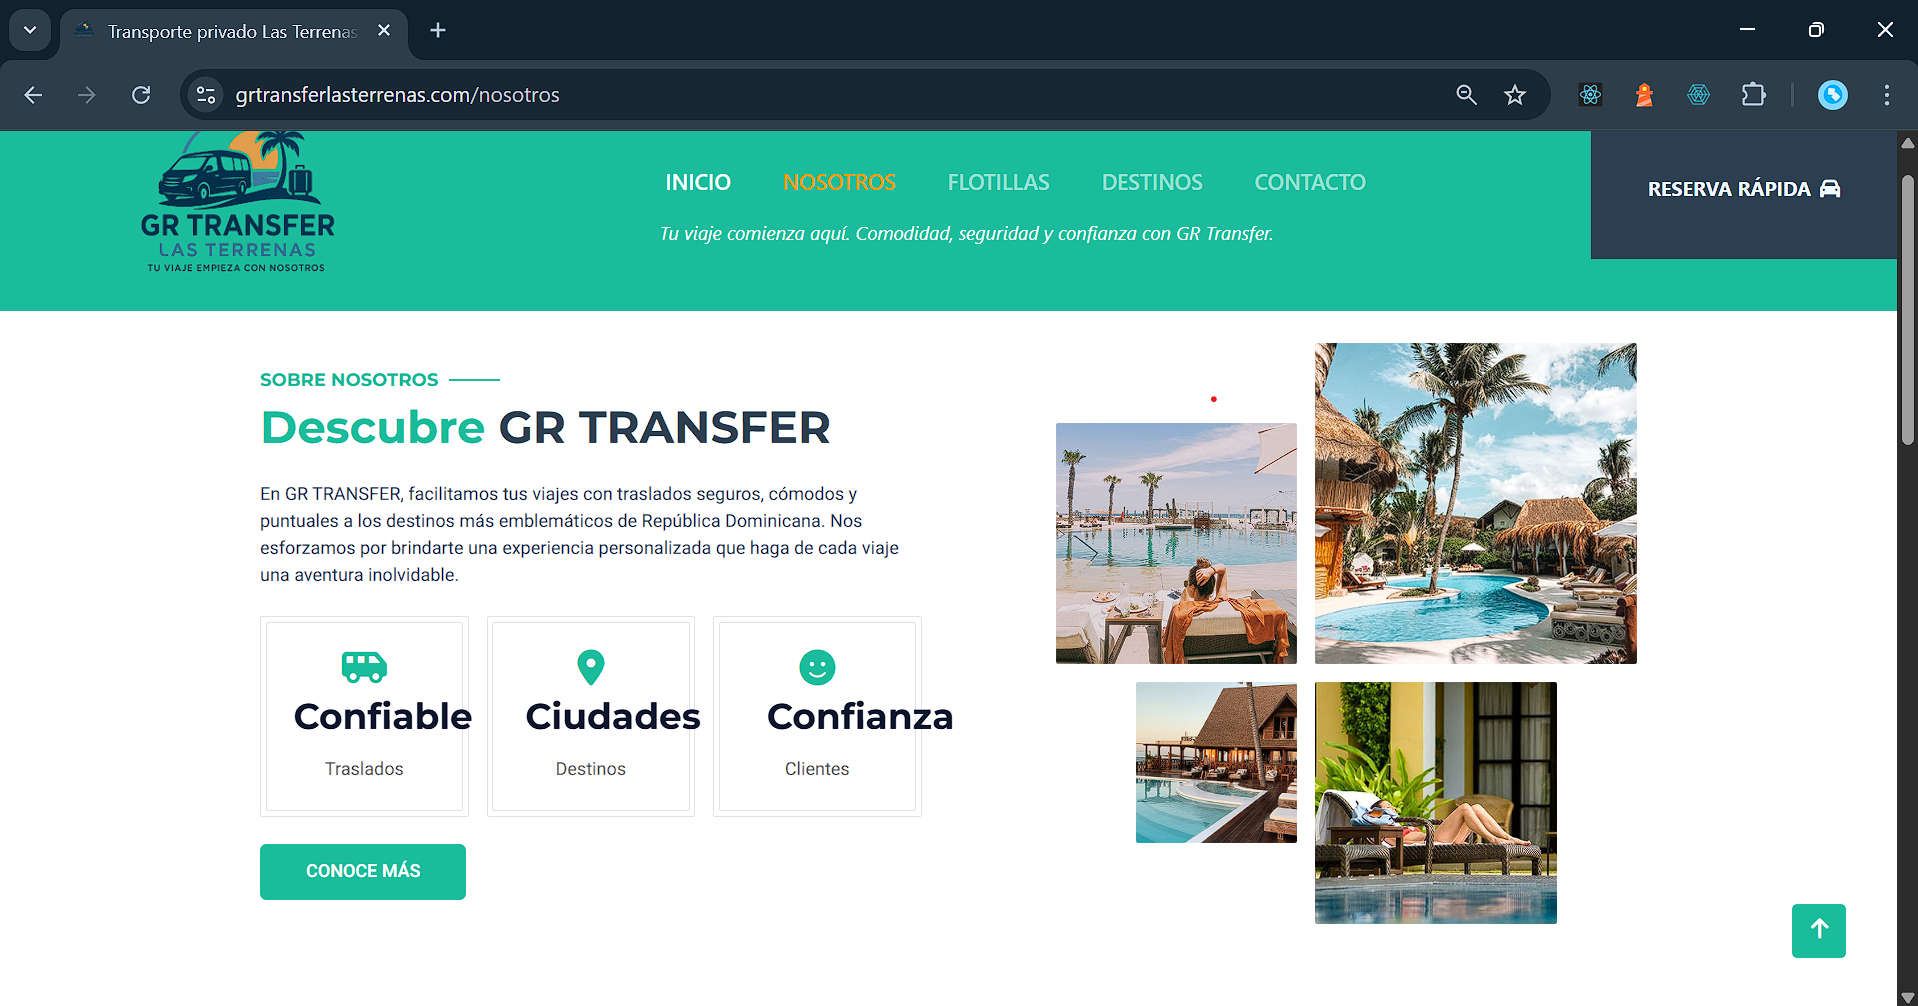 Transporte privado Las Terrenas
grtransferlasterrenas.com/nosotros
GR TRANSFER
LAS TERRENAS
TU VIAJE EMPIEZA CON NOSOTROS
INICIO NOSOTROS FLOTILLAS DESTINOS CONTACTO
Tu viaje comienza aquí. Comodidad, seguridad y confianza con GR Transfer.
RESERVA RÁPIDA
SOBRE NOSOTROS
Descubre GR TRANSFER
En GR TRANSFER, facilitamos tus viajes con traslados seguros, cómodos y
puntuales a los destinos más emblemáticos de República Dominicana. Nos
esforzamos por brindarte una experiencia personalizada que haga de cada viaje
una aventura inolvidable.
Confiable
Traslados
Ciudades
Destinos
Confianza
Clientes
CONOCE MÁS